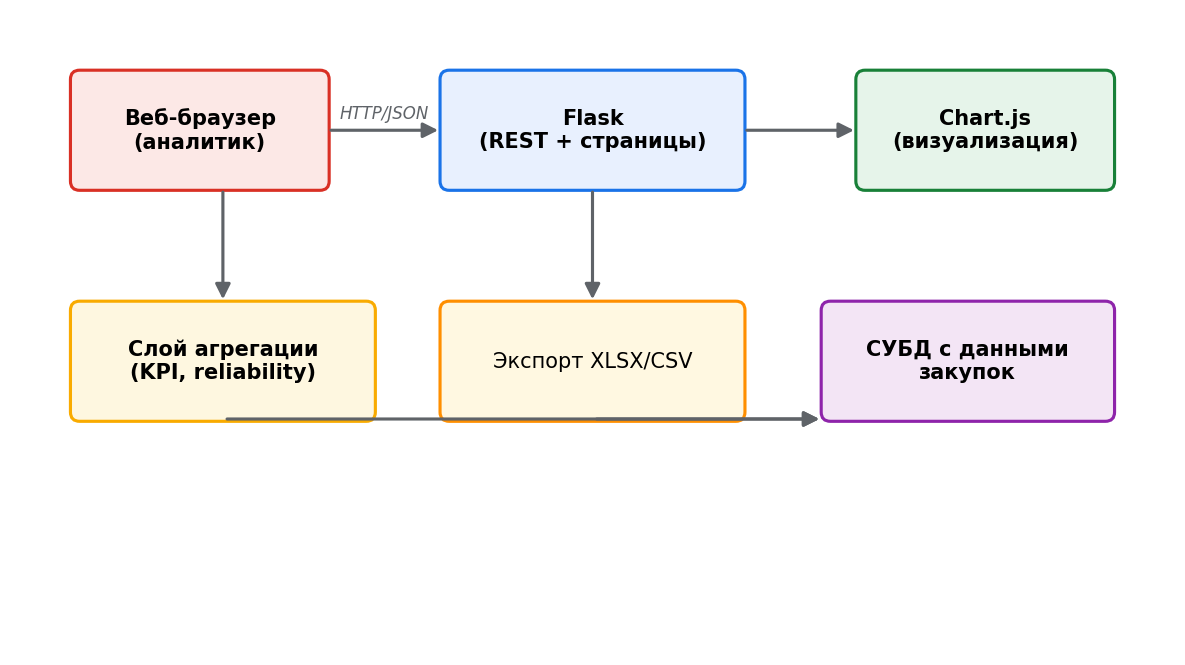 Веб-браузер
(аналитик)
HTTP/JSON
Flask
(REST + страницы)
Chart.js
(визуализация)
Слой агрегации
(KPI, reliability)
Экспорт XLSX/CSV
СУБД с данными
закупок